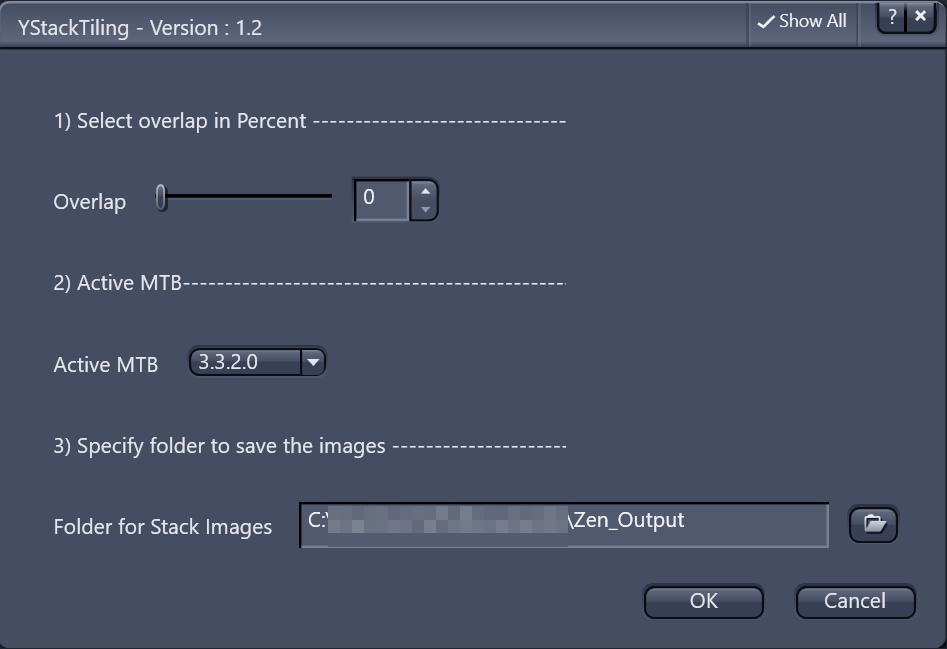 YStackTiling - Version : 1.2
Show All
?
1) Select overlap in Percent ------------------------------
Overlap
0
2) Active MTB----------------------------------------------
Active MTB
3.3.2.0
3) Specify folder to save the images ---------------------
Folder for Stack Images
C:\
\Zen_Output
OK
Cancel